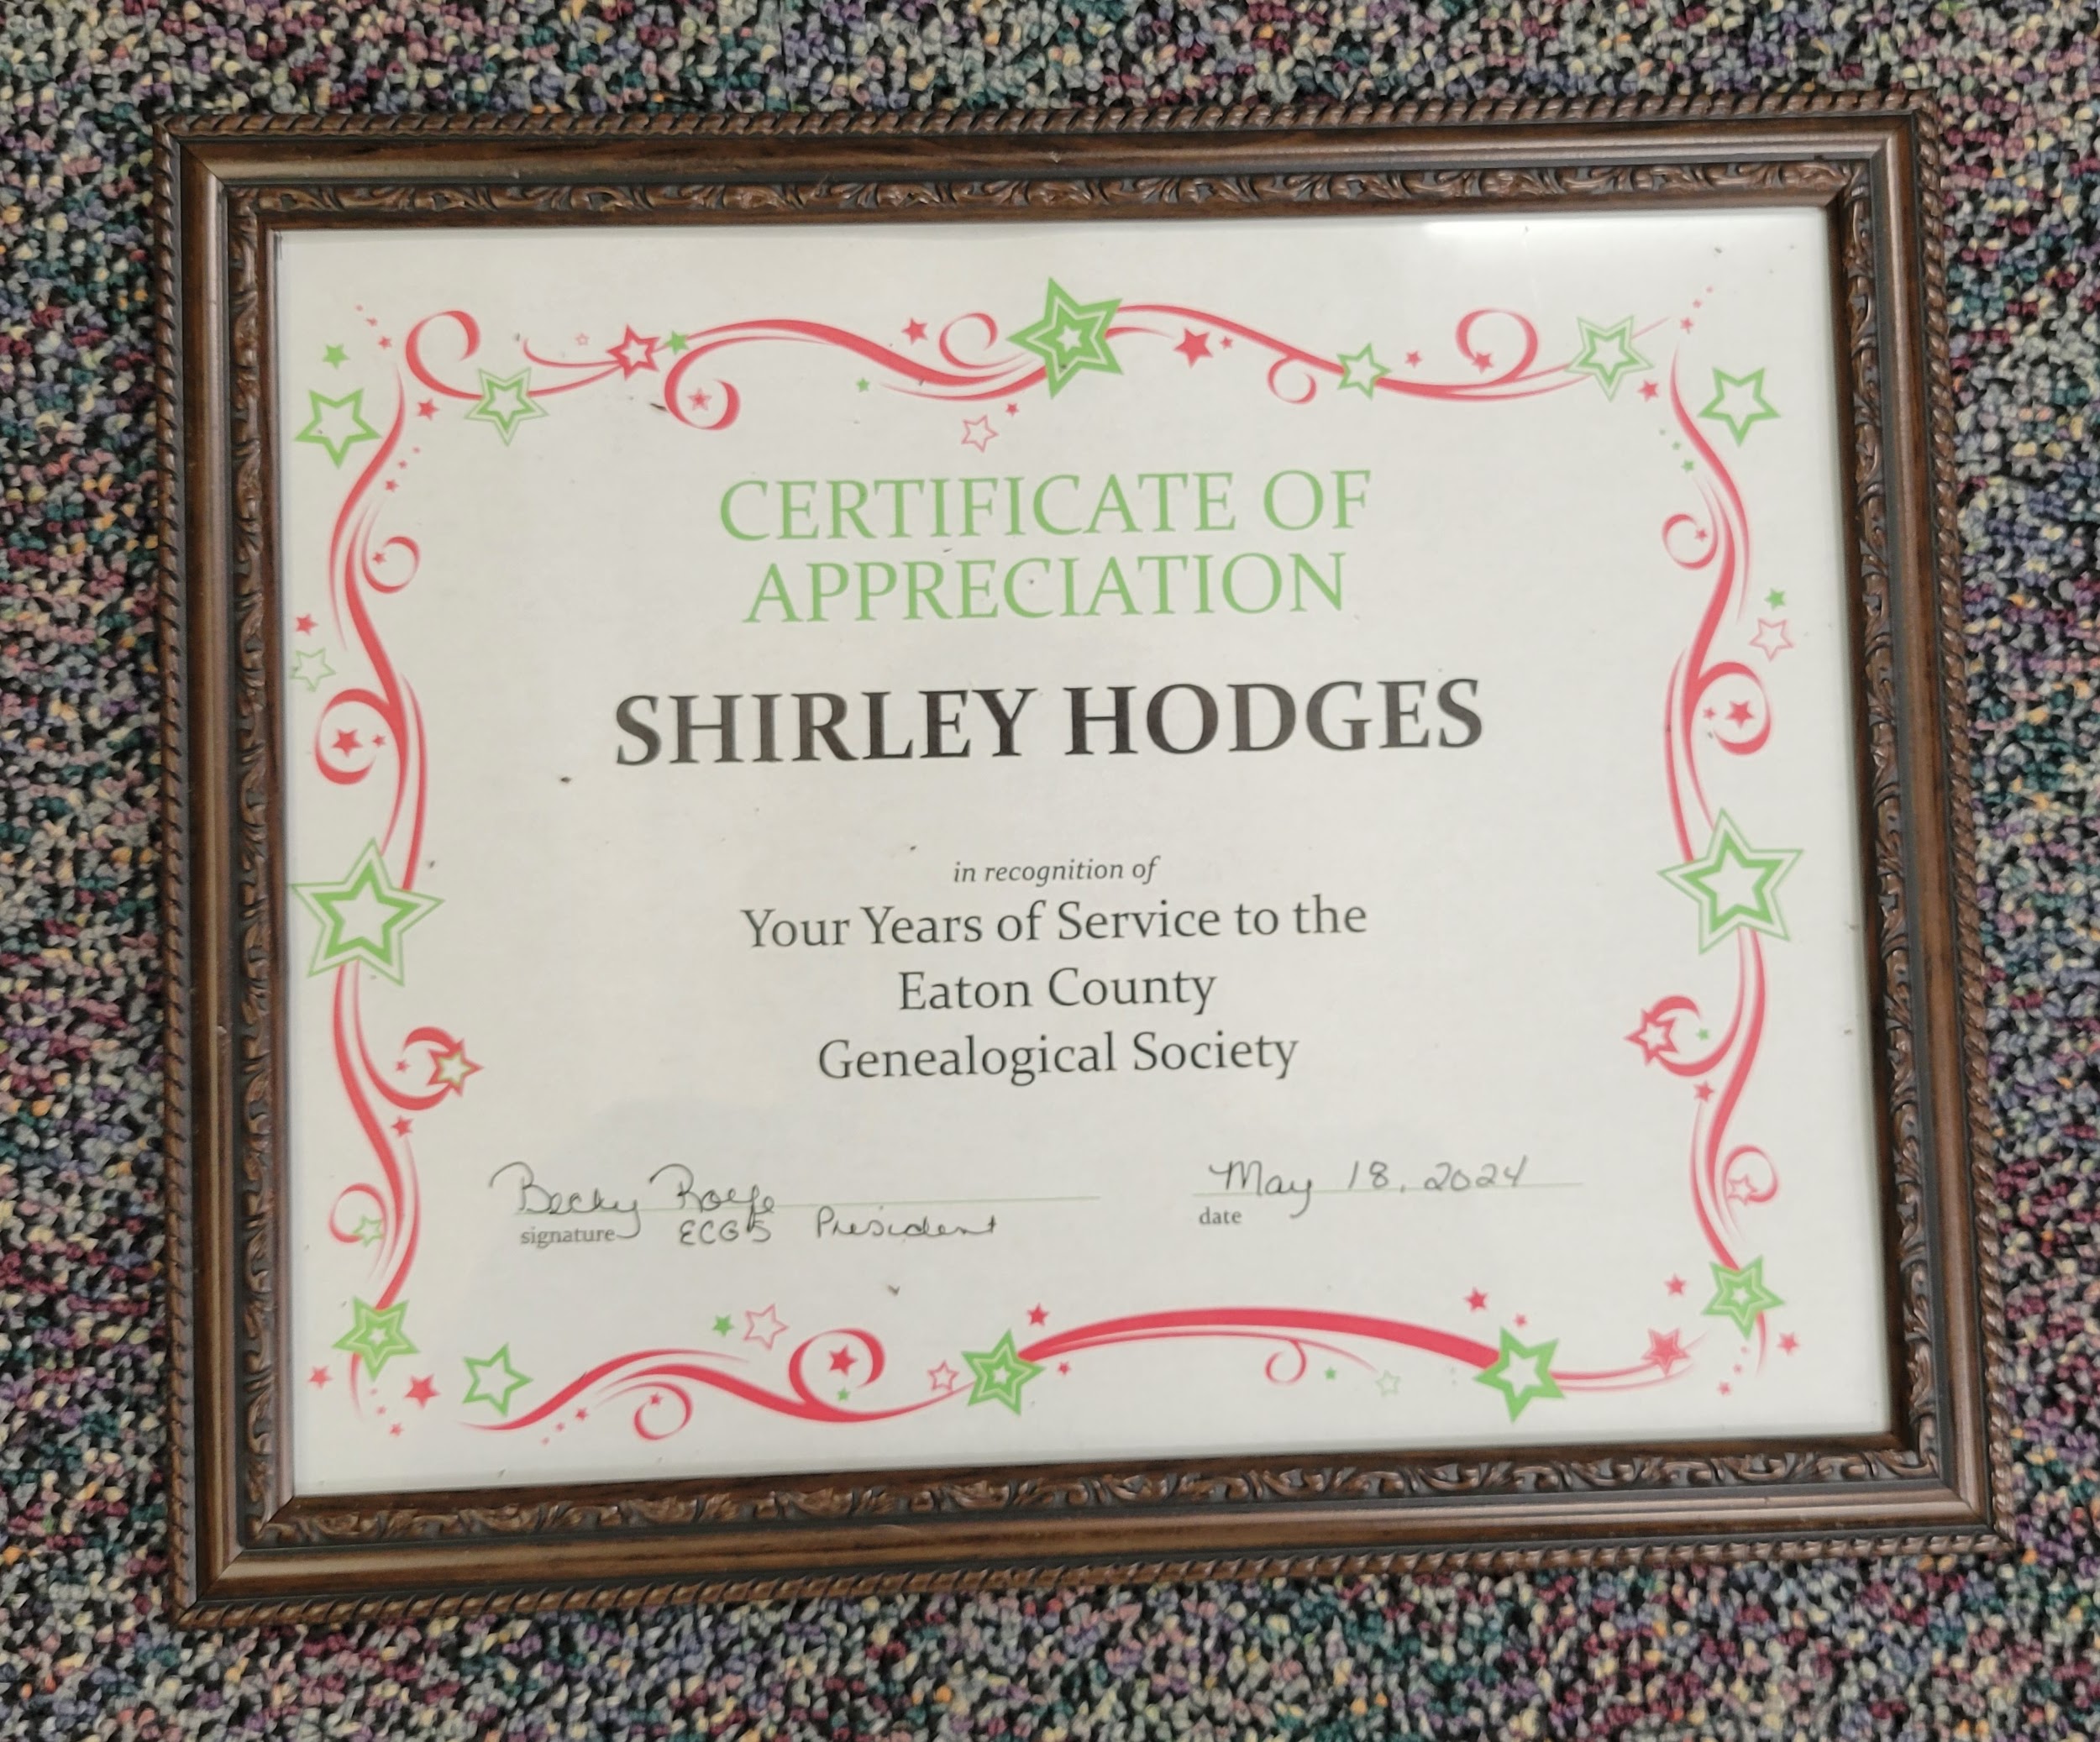 CERTIFICATE OF
APPRECIATION
SHIRLEY HODGES
in recognition of
Your Years of Service to the
Eaton County
Genealogical Society
Becky Roefe
signature ECGS President
May 18, 2024
date